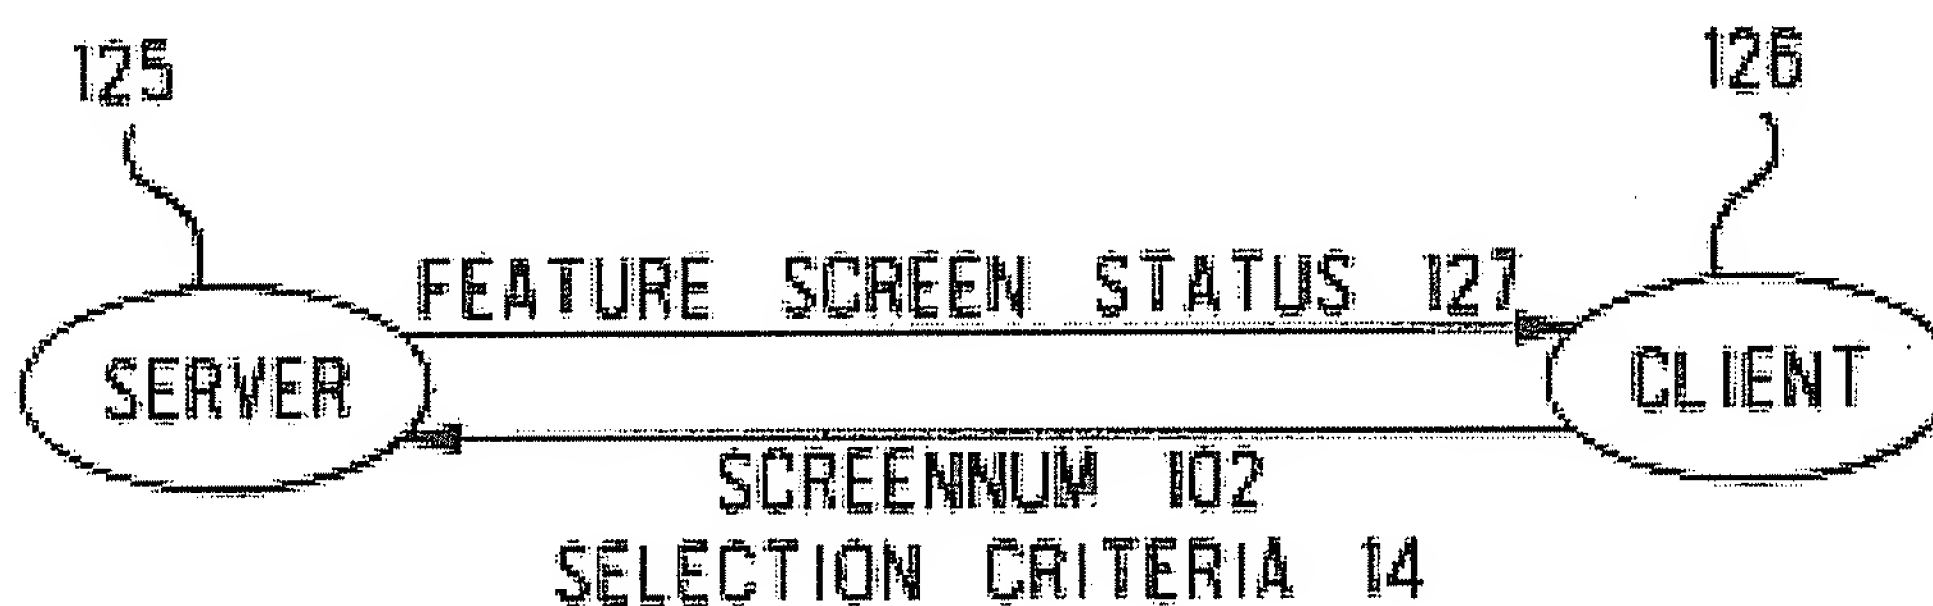 125
126
FEATURE SCREEN STATUS 127
SERVER
CLIENT
SCREENNUM 102
SELECTION CRITERIA 14